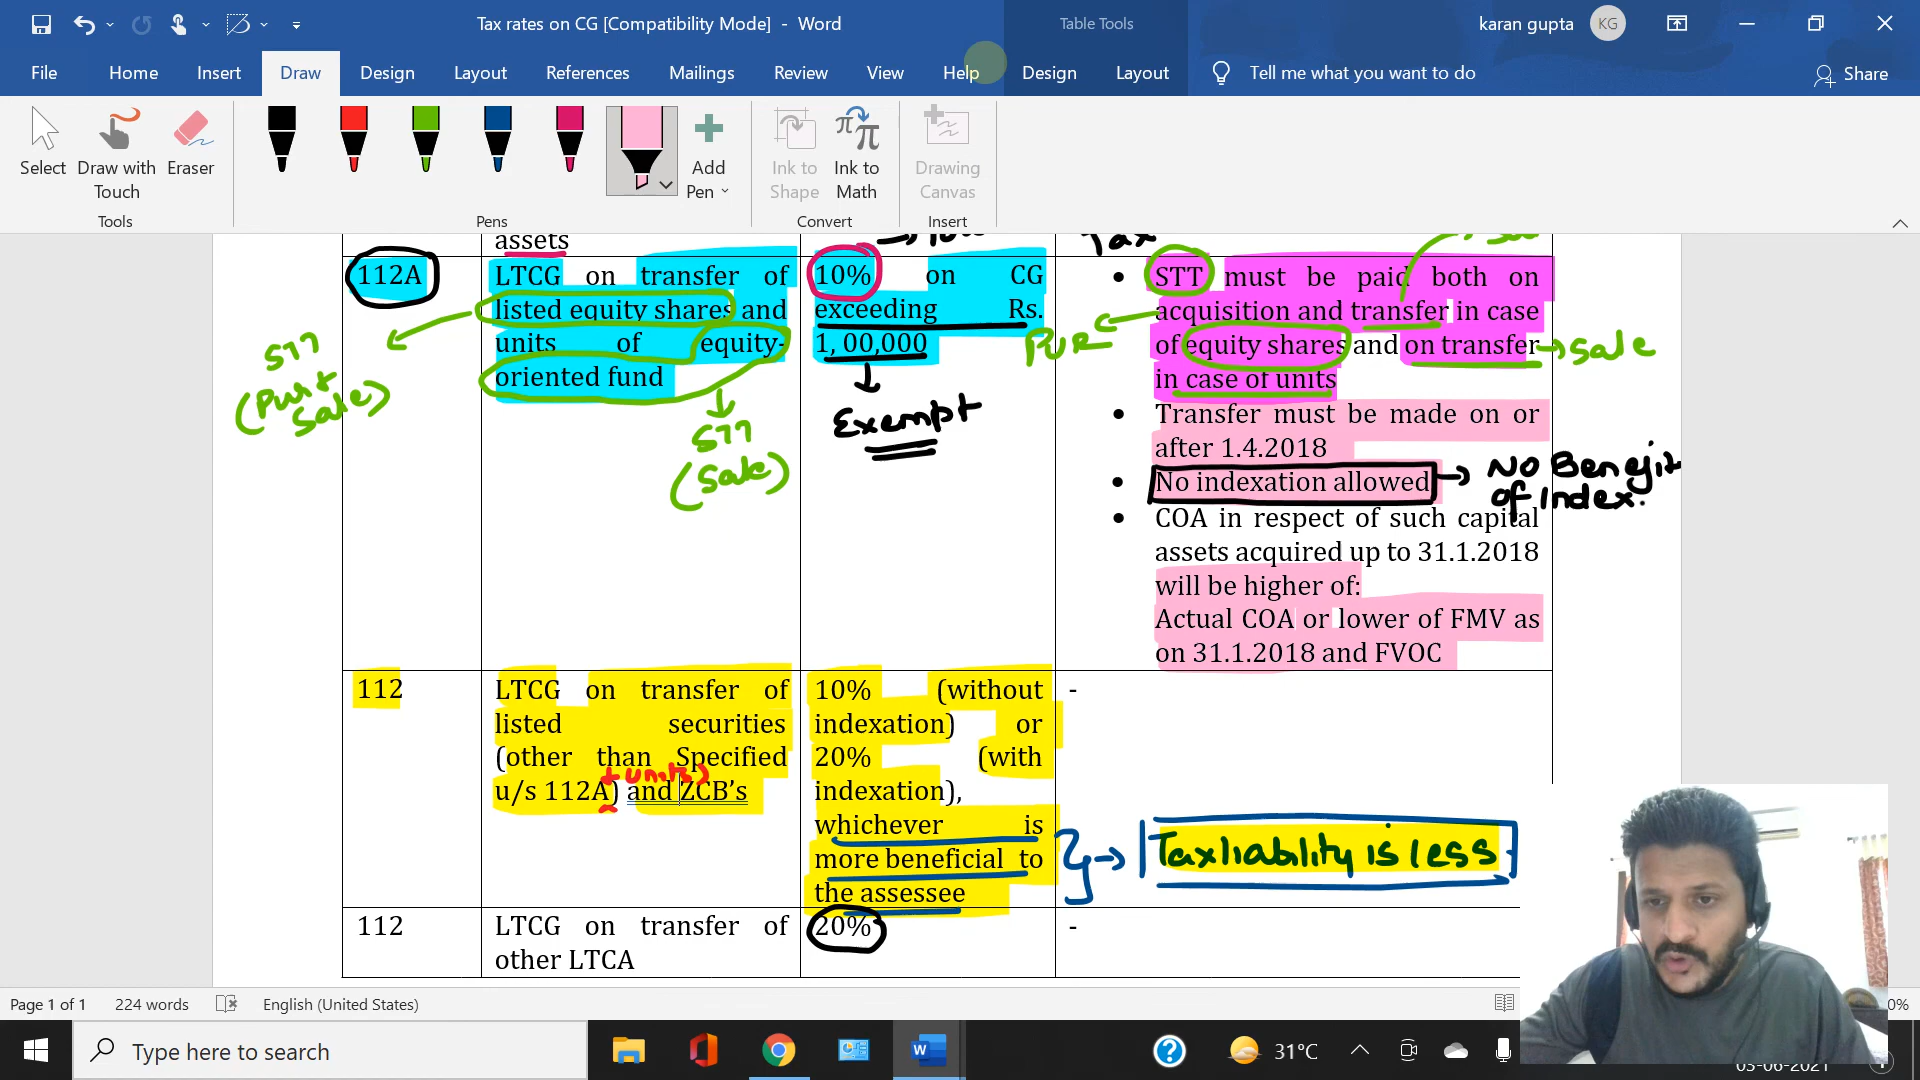 Tax rates on CG [Compatibility Mode] - Word
Table Tools
karan gupta
KG
File
Home
Insert
Draw
Design
Layout
References
Mailings
Review
View
Help
Design
Layout
Tell me what you want to do
Share
Select
Draw with
Touch
Eraser
Add
Pen
Ink to
Shape
Ink to
Math
Drawing
Canvas
Tools
Pens
Convert
Insert
assets
Tax
112A
LTCG on transfer of
listed equity shares and
units of equity-
oriented fund
10% on CG
exceeding Rs.
1, 00,000
Exempt
• STT must be paid both on
acquisition and transfer in case
of equity shares and on transfer
in case of units
Sale
• Transfer must be made on or
after 1.4.2018
• No indexation allowed
No Benefit
of Index.
• COA in respect of such capital
assets acquired up to 31.1.2018
will be higher of:
Actual COA or lower of FMV as
on 31.1.2018 and FVOC
STT
Sale)
STT
(Sale)
PUR
112
LTCG on transfer of
listed securities
(other than Specified
+ units)
u/s 112A) and ZCB's
10% (without
indexation) or
20% (with
indexation),
whichever is
more beneficial to
the assessee
-
Tax liability is less
112
LTCG on transfer of
other LTCA
20%
-
Page 1 of 1
224 words
English (United States)
0%
Type here to search
31°C